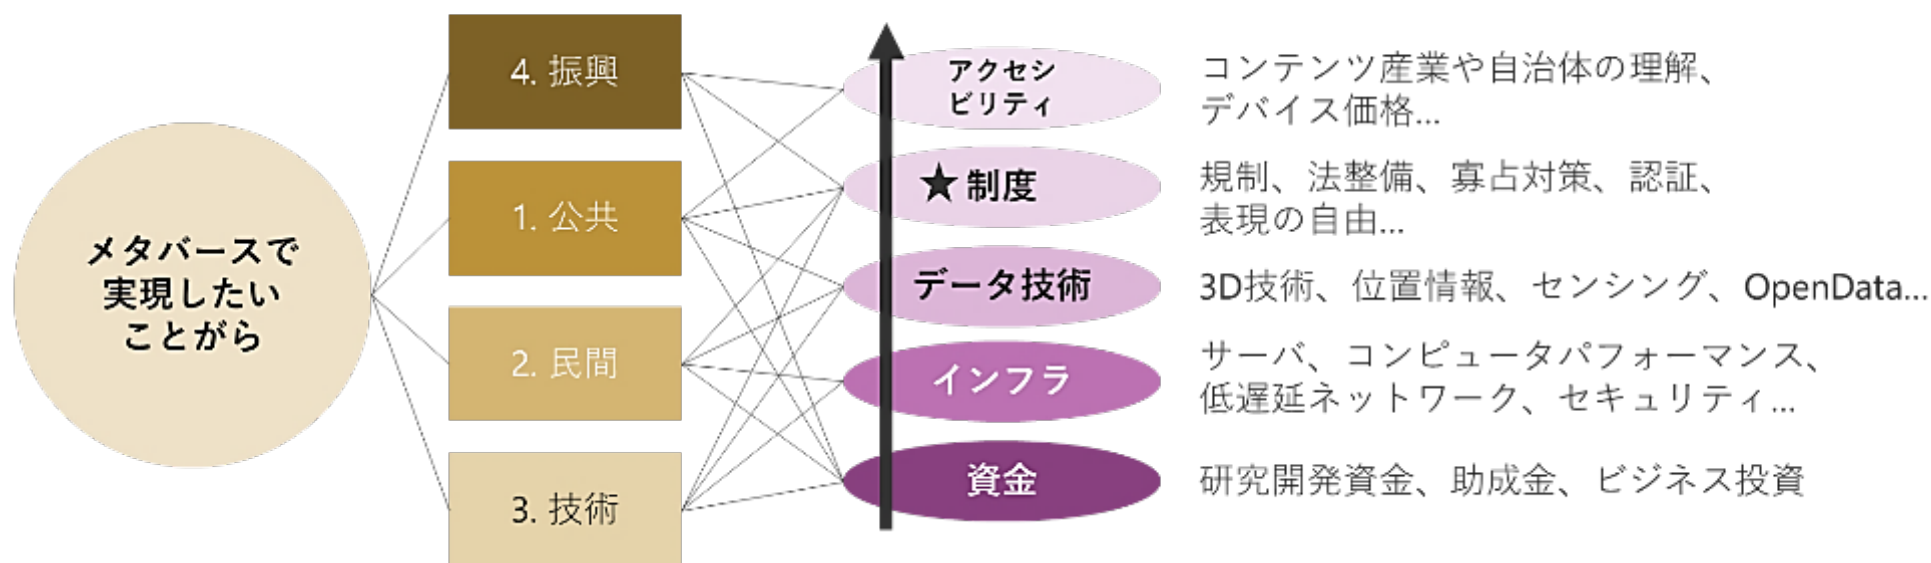 メタバースで
実現したい
ことがら
4. 振興
1. 公共
2. 民間
3. 技術
アクセシ
ビリティ
コンテンツ産業や自治体の理解、
デバイス価格...
★制度
規制、法整備、寡占対策、認証、
表現の自由...
データ技術
3D技術、位置情報、センシング、OpenData...
インフラ
サーバ、コンピュータパフォーマンス、
低遅延ネットワーク、セキュリティ...
資金
研究開発資金、助成金、ビジネス投資